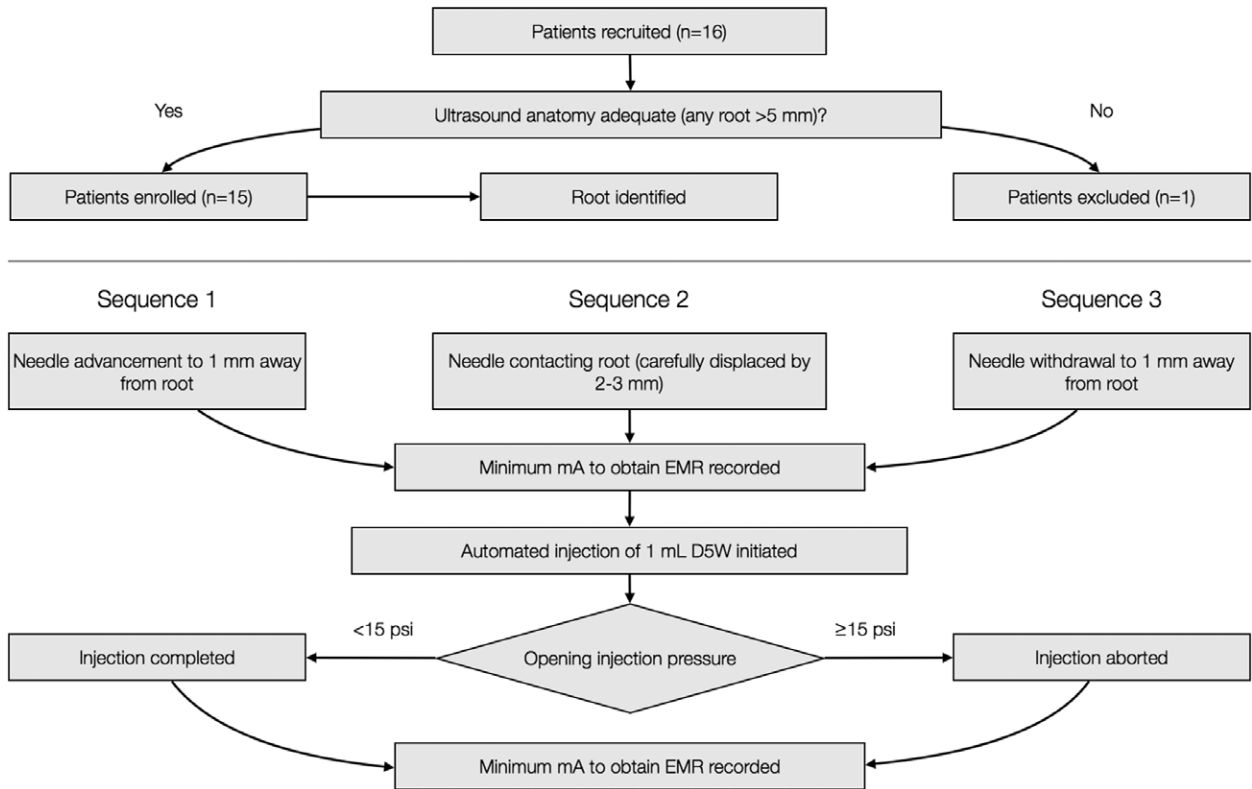 Patients recruited (n=16)
Yes
Ultrasound anatomy adequate (any root >5 mm)?
No
Patients enrolled (n=15)
Root identified
Patients excluded (n=1)
Sequence 1
Sequence 2
Sequence 3
Needle advancement to 1 mm away
from root
Needle contacting root (carefully displaced by
2-3 mm)
Needle withdrawal to 1 mm away
from root
Minimum mA to obtain EMR recorded
Automated injection of 1 mL D5W initiated
<15 psi
≥15 psi
Injection completed
Opening injection pressure
Injection aborted
Minimum mA to obtain EMR recorded